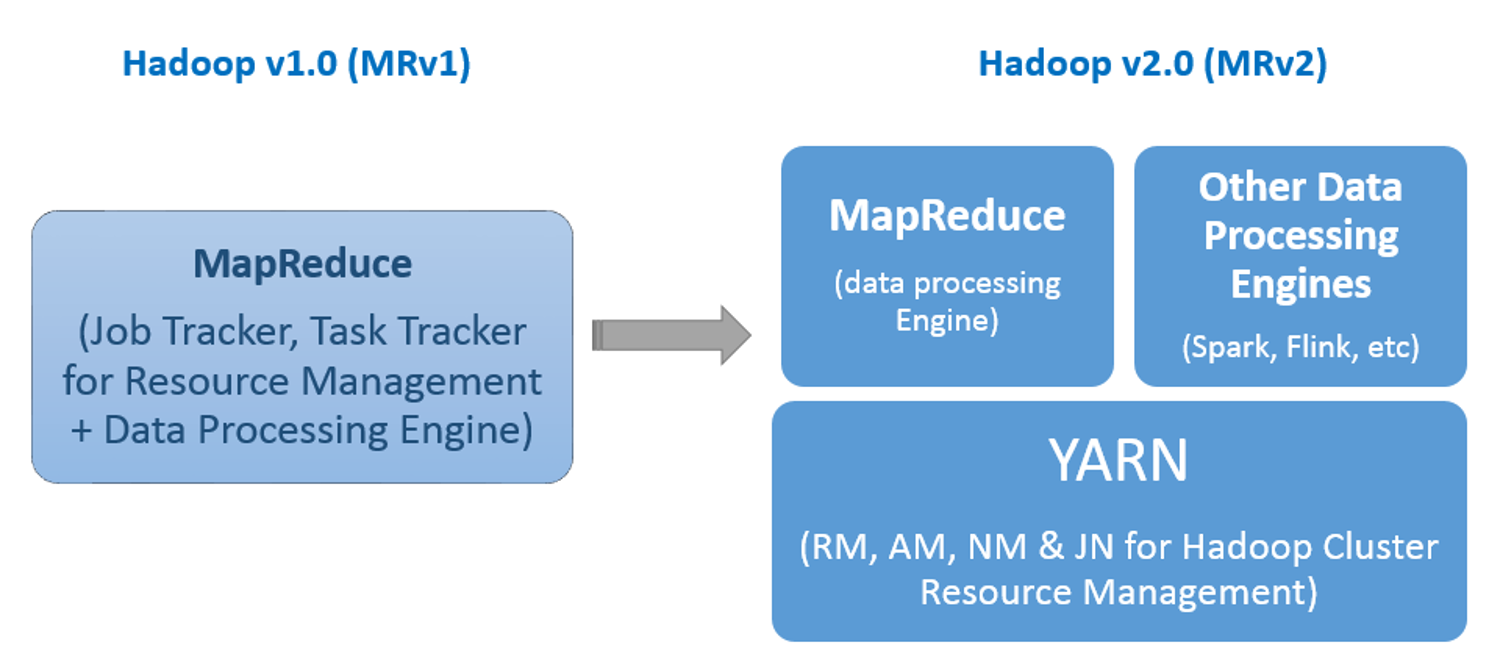 Hadoop v1.0 (MRv1)
MapReduce
(Job Tracker, Task Tracker
for Resource Management
+ Data Processing Engine)
Hadoop v2.0 (MRv2)
MapReduce
(data processing
Engine)
Other Data
Processing
Engines
(Spark, Flink, etc)
YARN
(RM, AM, NM & JN for Hadoop Cluster
Resource Management)